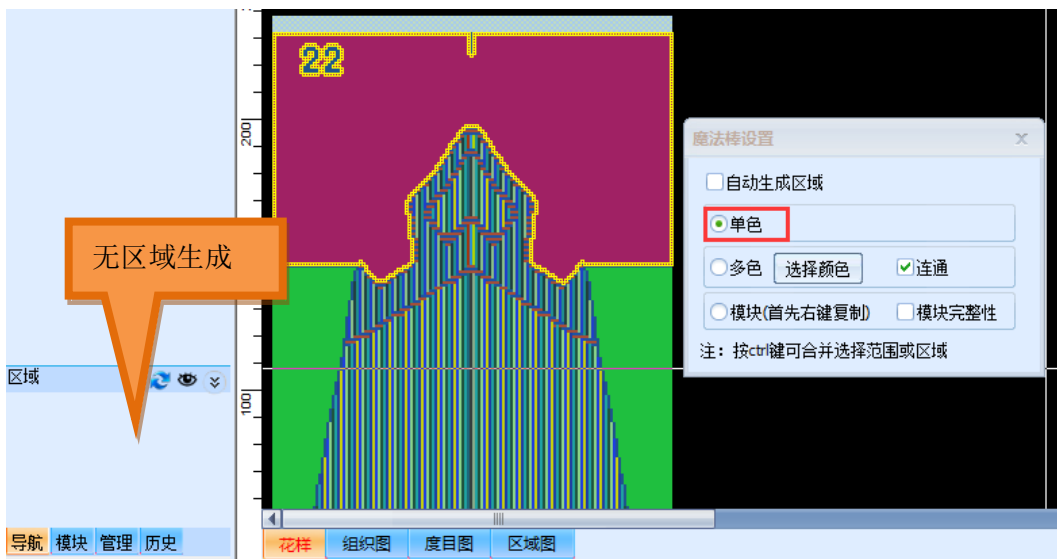 22
200
魔法棒设置
x
自动生成区域
单色
无区域生成
多色 选择颜色 连通
模块(首先右键复制) 模块完整性
注：按ctrl键可合并选择范围或区域
区域
100
导航 模块 管理 历史
花样 组织图 度目图 区域图